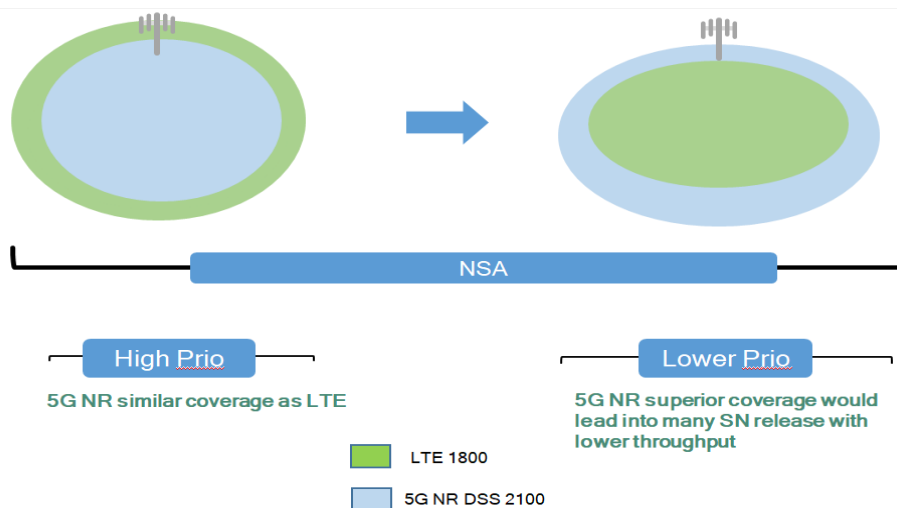 NSA
High Prio
Lower Prio
5G NR similar coverage as LTE
5G NR superior coverage would
lead into many SN release with
lower throughput
LTE 1800
5G NR DSS 2100